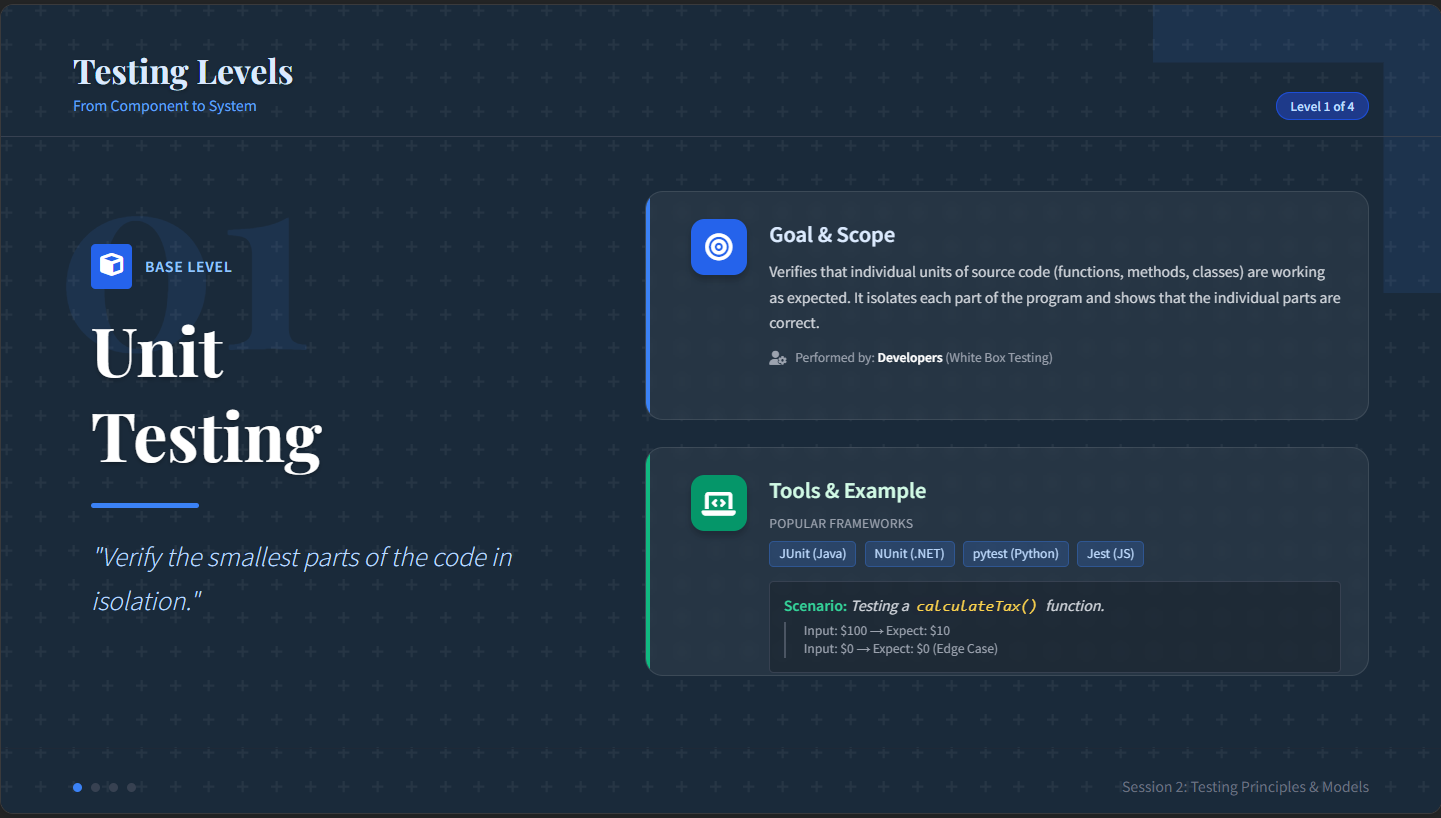 Testing Levels
From Component to System
Level 1 of 4
01
BASE LEVEL
Unit
Testing
"Verify the smallest parts of the code in
isolation."
Goal & Scope
Verifies that individual units of source code (functions, methods, classes) are working
as expected. It isolates each part of the program and shows that the individual parts are
correct.
Performed by: Developers (White Box Testing)
Tools & Example
POPULAR FRAMEWORKS
JUnit (Java) NUnit (.NET) pytest (Python) Jest (JS)
Scenario: Testing a calculateTax() function.
Input: $100 → Expect: $10
Input: $0 → Expect: $0 (Edge Case)
Session 2: Testing Principles & Models